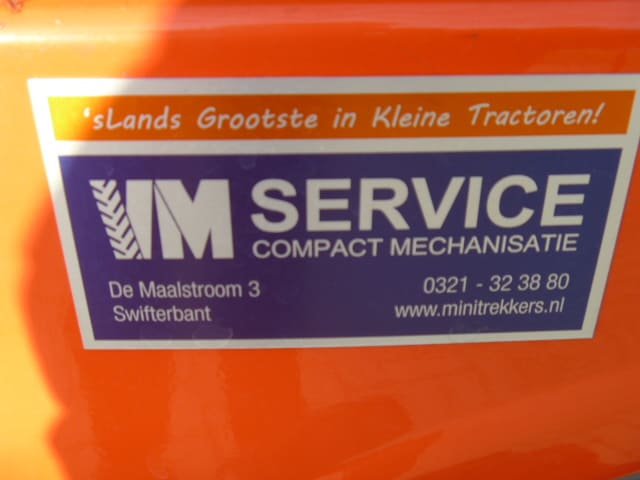 'sLands Grootste in Kleine Tractoren!
VM SERVICE
COMPACT MECHANISATIE
De Maalstroom 3
0321 - 32 38 80
Swifterbant
www.minitrekkers.nl